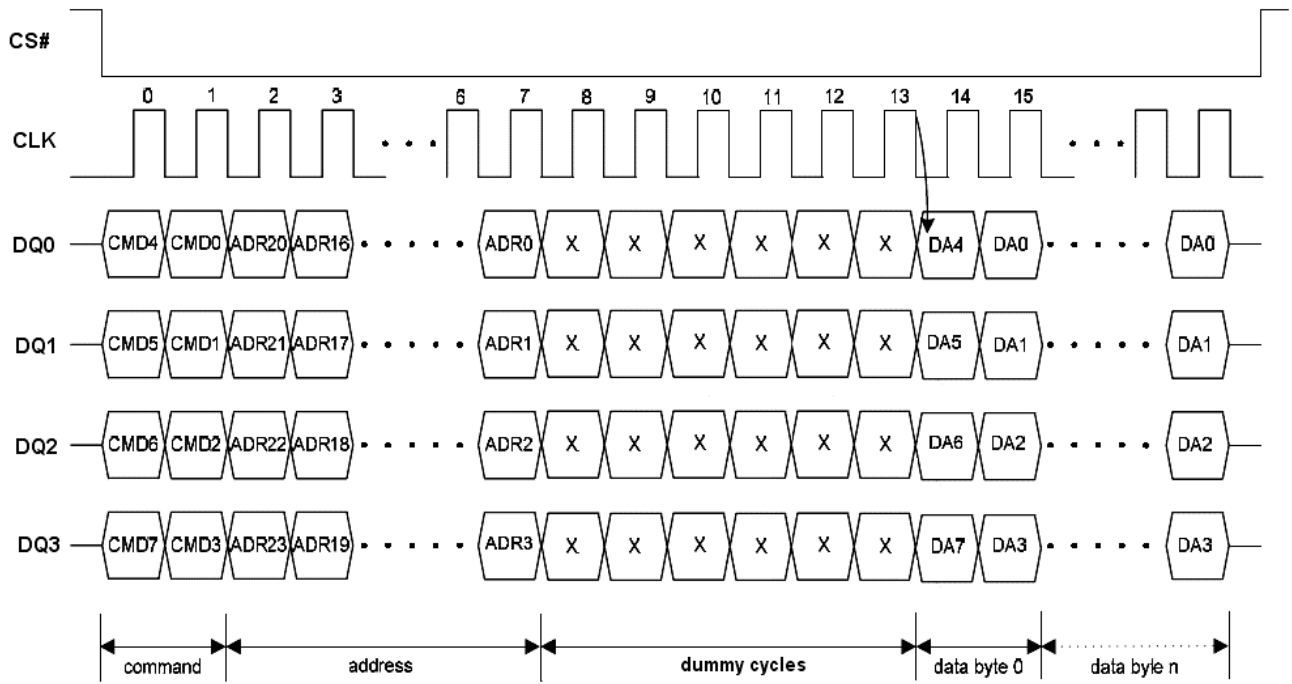 CS#
0 1 2 3 6 7 8 9 10 11 12 13 14 15
CLK
DQ0 CMD4 CMD0 ADR20 ADR16 ADR0 X X X X X X DA4 DA0 DA0
DQ1 CMD5 CMD1 ADR21 ADR17 ADR1 X X X X X X DA5 DA1 DA1
DQ2 CMD6 CMD2 ADR22 ADR18 ADR2 X X X X X X DA6 DA2 DA2
DQ3 CMD7 CMD3 ADR23 ADR19 ADR3 X X X X X X DA7 DA3 DA3
command address dummy cycles data byte 0 data byte n